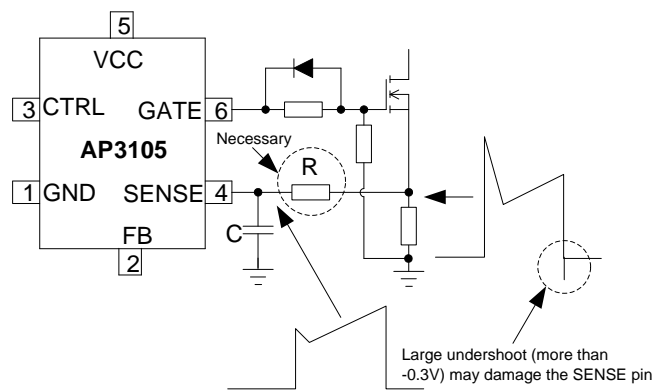 5
VCC
3 CTRL GATE 6
AP3105
Necessary
R
1 GND SENSE 4
C
FB
2
Large undershoot (more than
-0.3V) may damage the SENSE pin